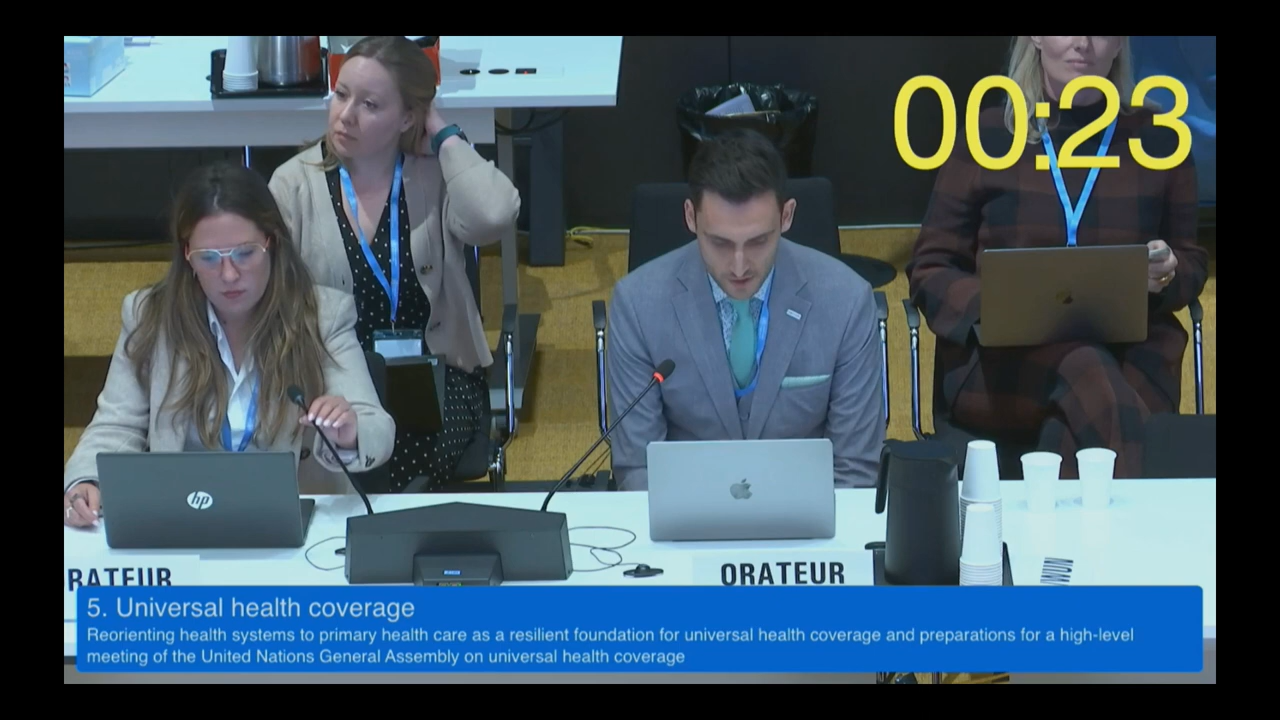 00:23
hp
RATEUR
ORATEUR
5. Universal health coverage
Reorienting health systems to primary health care as a resilient foundation for universal health coverage and preparations for a high-level
meeting of the United Nations General Assembly on universal health coverage